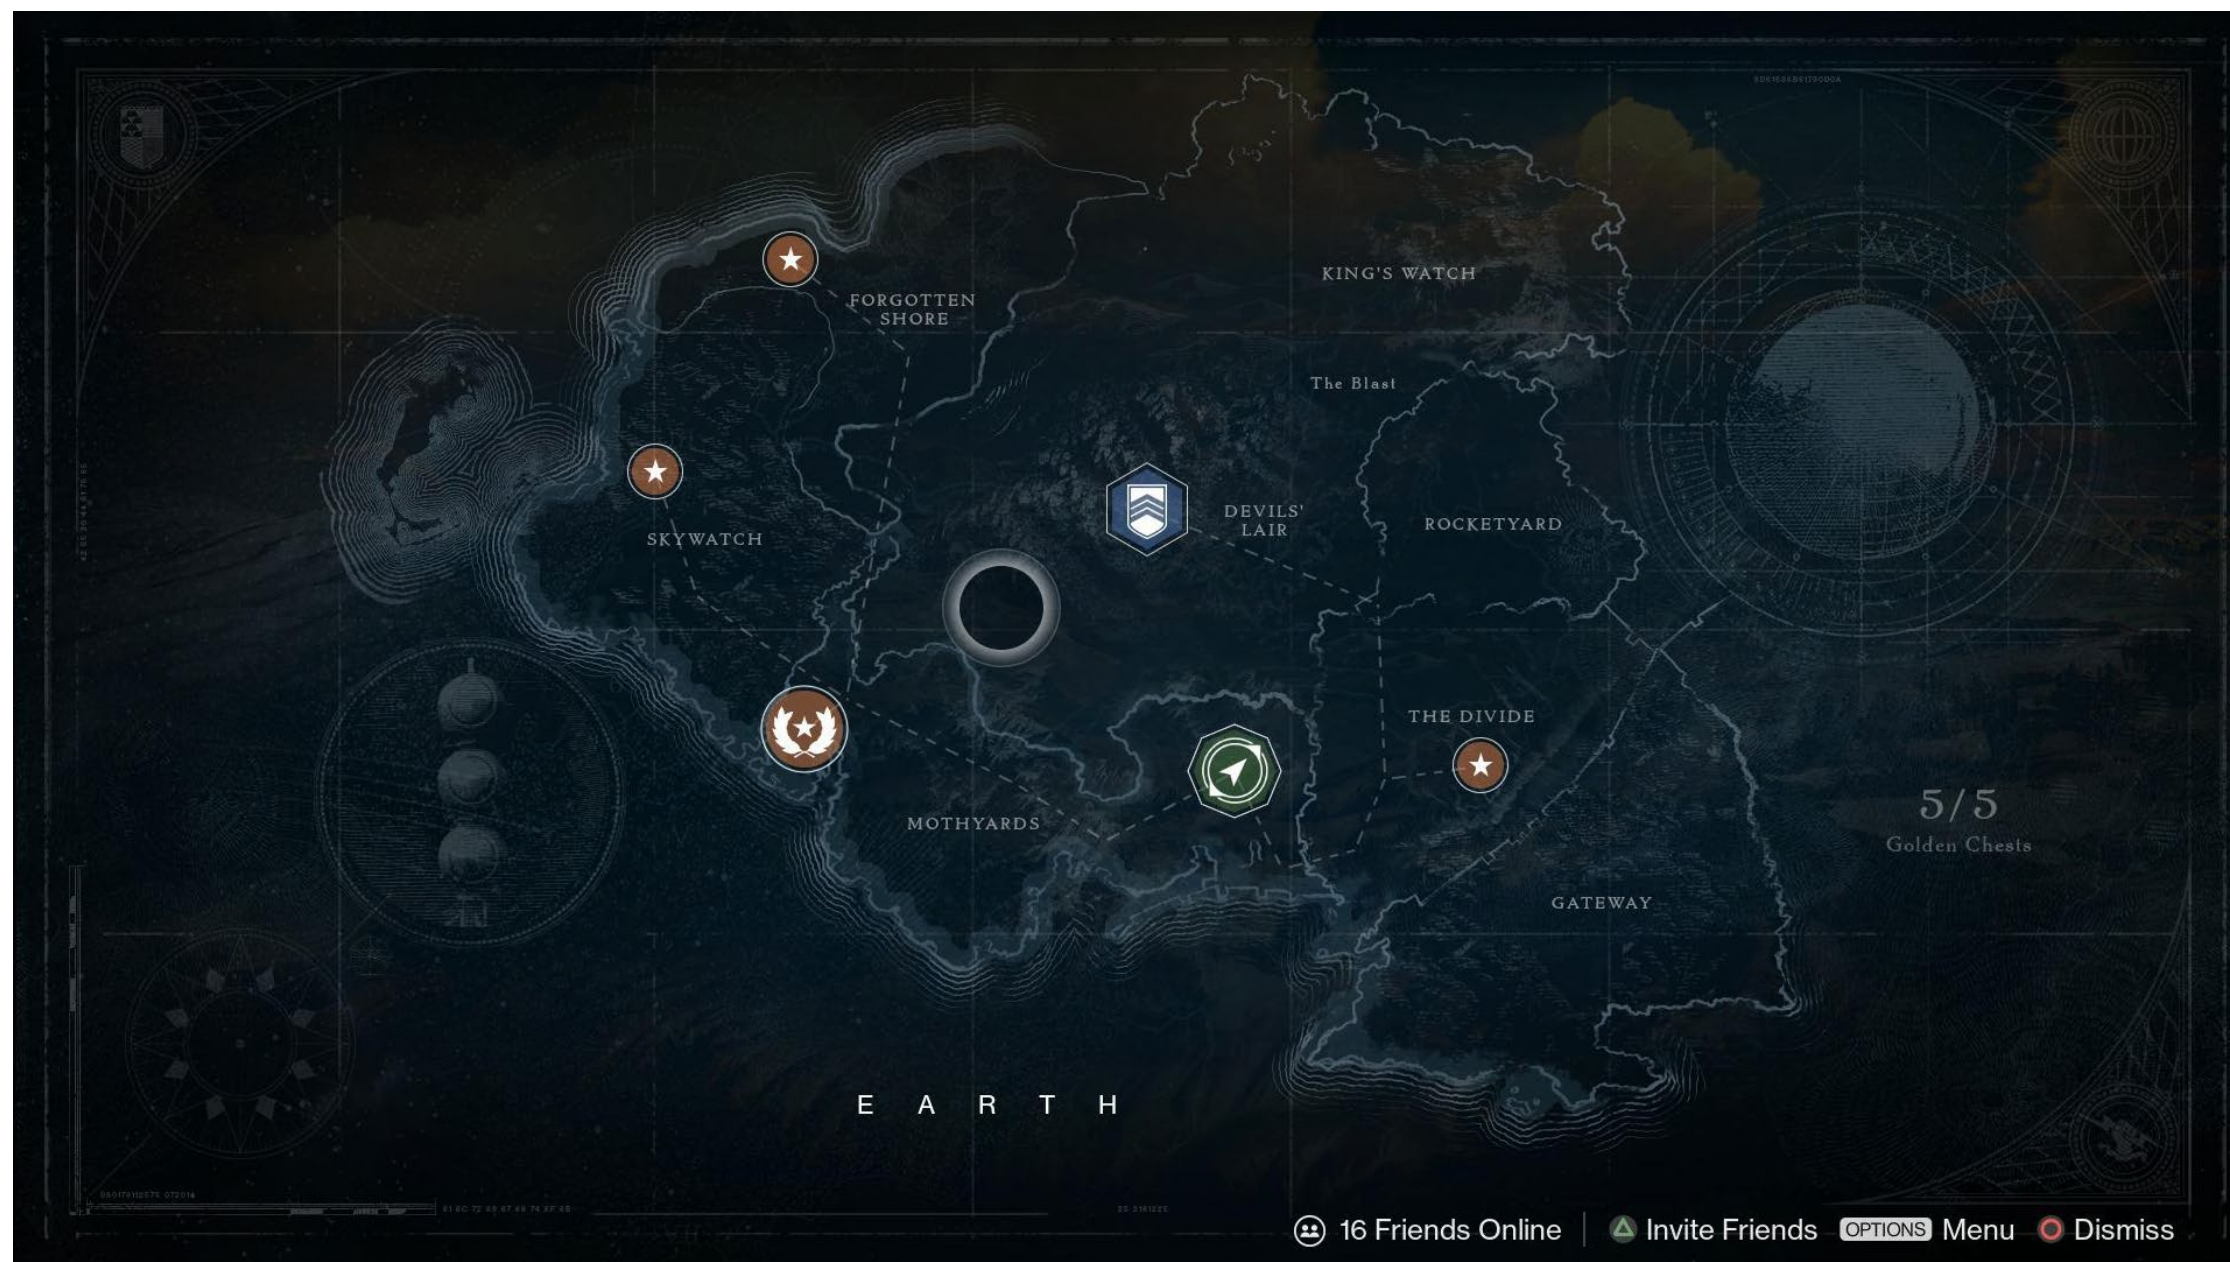 FORGOTTEN
SHORE
KING'S WATCH
The Blast
SKYWATCH
DEVILS'
LAIR
ROCKETYARD
THE DIVIDE
MOTHYARDS
5/5
Golden Chests
GATEWAY
EARTH
16 Friends Online
Invite Friends
OPTIONS Menu
Dismiss